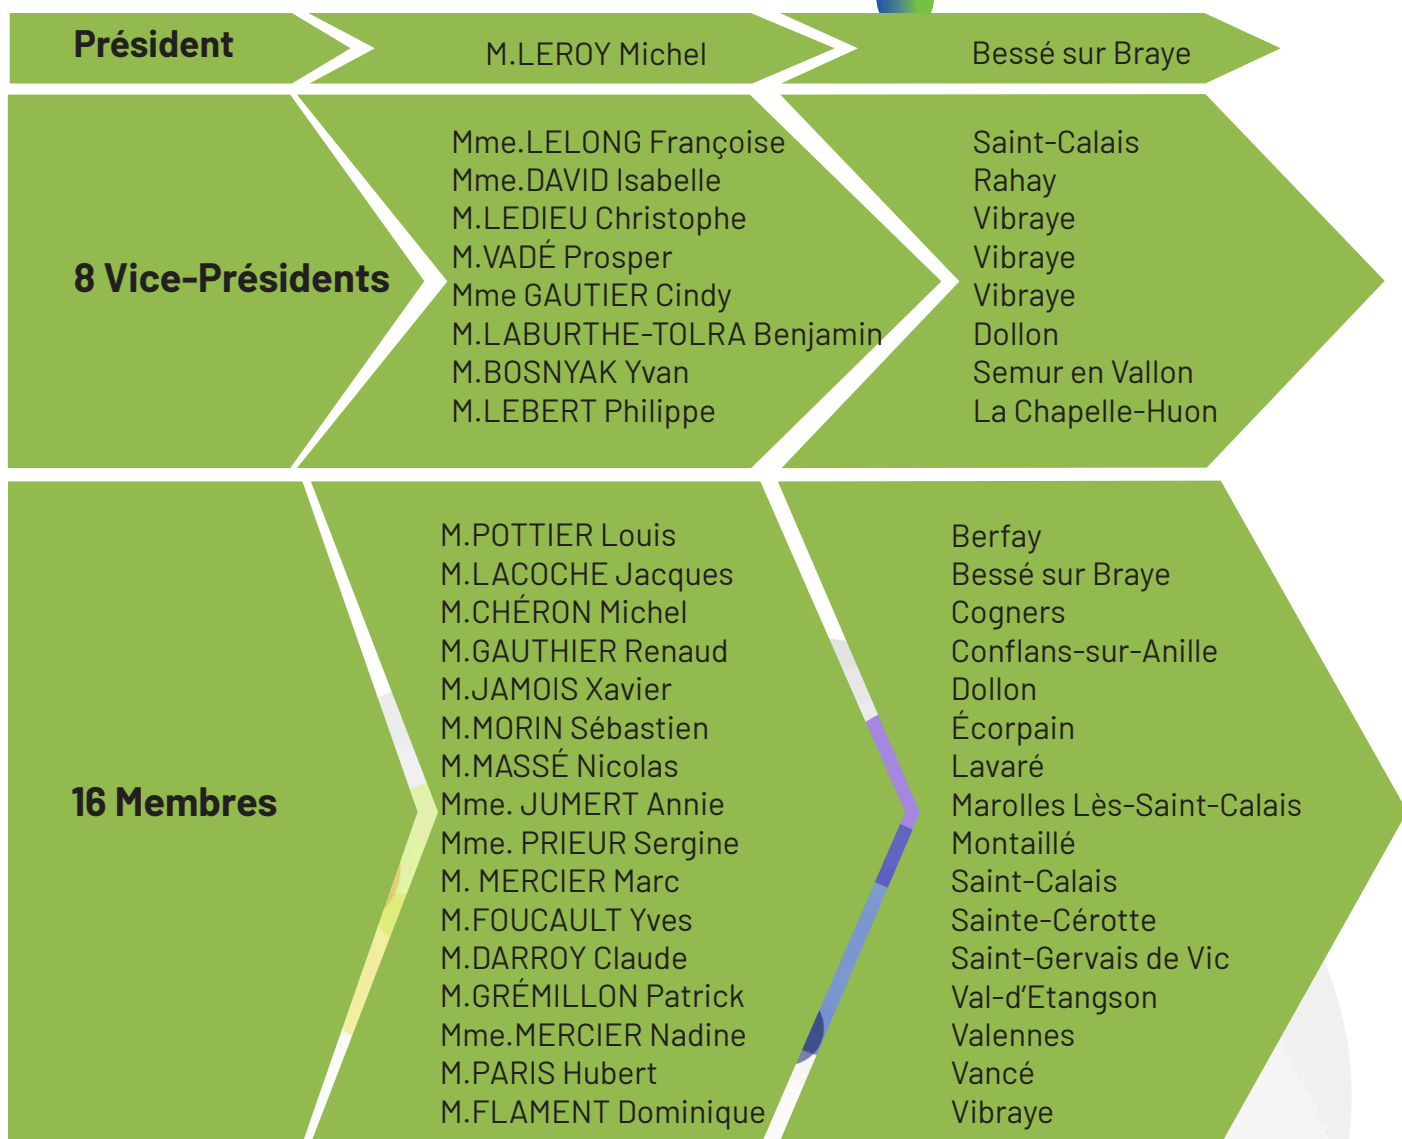 Président M.LEROY Michel Bessé sur Braye
8 Vice-Présidents
Mme.LELONG Françoise Saint-Calais
Mme.DAVID Isabelle Rahay
M.LEDIEU Christophe Vibraye
M.VADÉ Prosper Vibraye
Mme GAUTIER Cindy Vibraye
M.LABURTHE-TOLRA Benjamin Dollon
M.BOSNYAK Yvan Semur en Vallon
M.LEBERT Philippe La Chapelle-Huon
16 Membres
M.POTTIER Louis Berfay
M.LACOCHE Jacques Bessé sur Braye
M.CHÉRON Michel Cogners
M.GAUTHIER Renaud Conflans-sur-Anille
M.JAMOIS Xavier Dollon
M.MORIN Sébastien Écorpain
M.MASSÉ Nicolas Lavaré
Mme. JUMERT Annie Marolles Lès-Saint-Calais
Mme. PRIEUR Sergine Montaillé
M. MERCIER Marc Saint-Calais
M.FOUCAULT Yves Sainte-Cérotte
M.DARROY Claude Saint-Gervais de Vic
M.GRÉMILLON Patrick Val-d’Etangson
Mme.MERCIER Nadine Valennes
M.PARIS Hubert Vancé
M.FLAMENT Dominique Vibraye